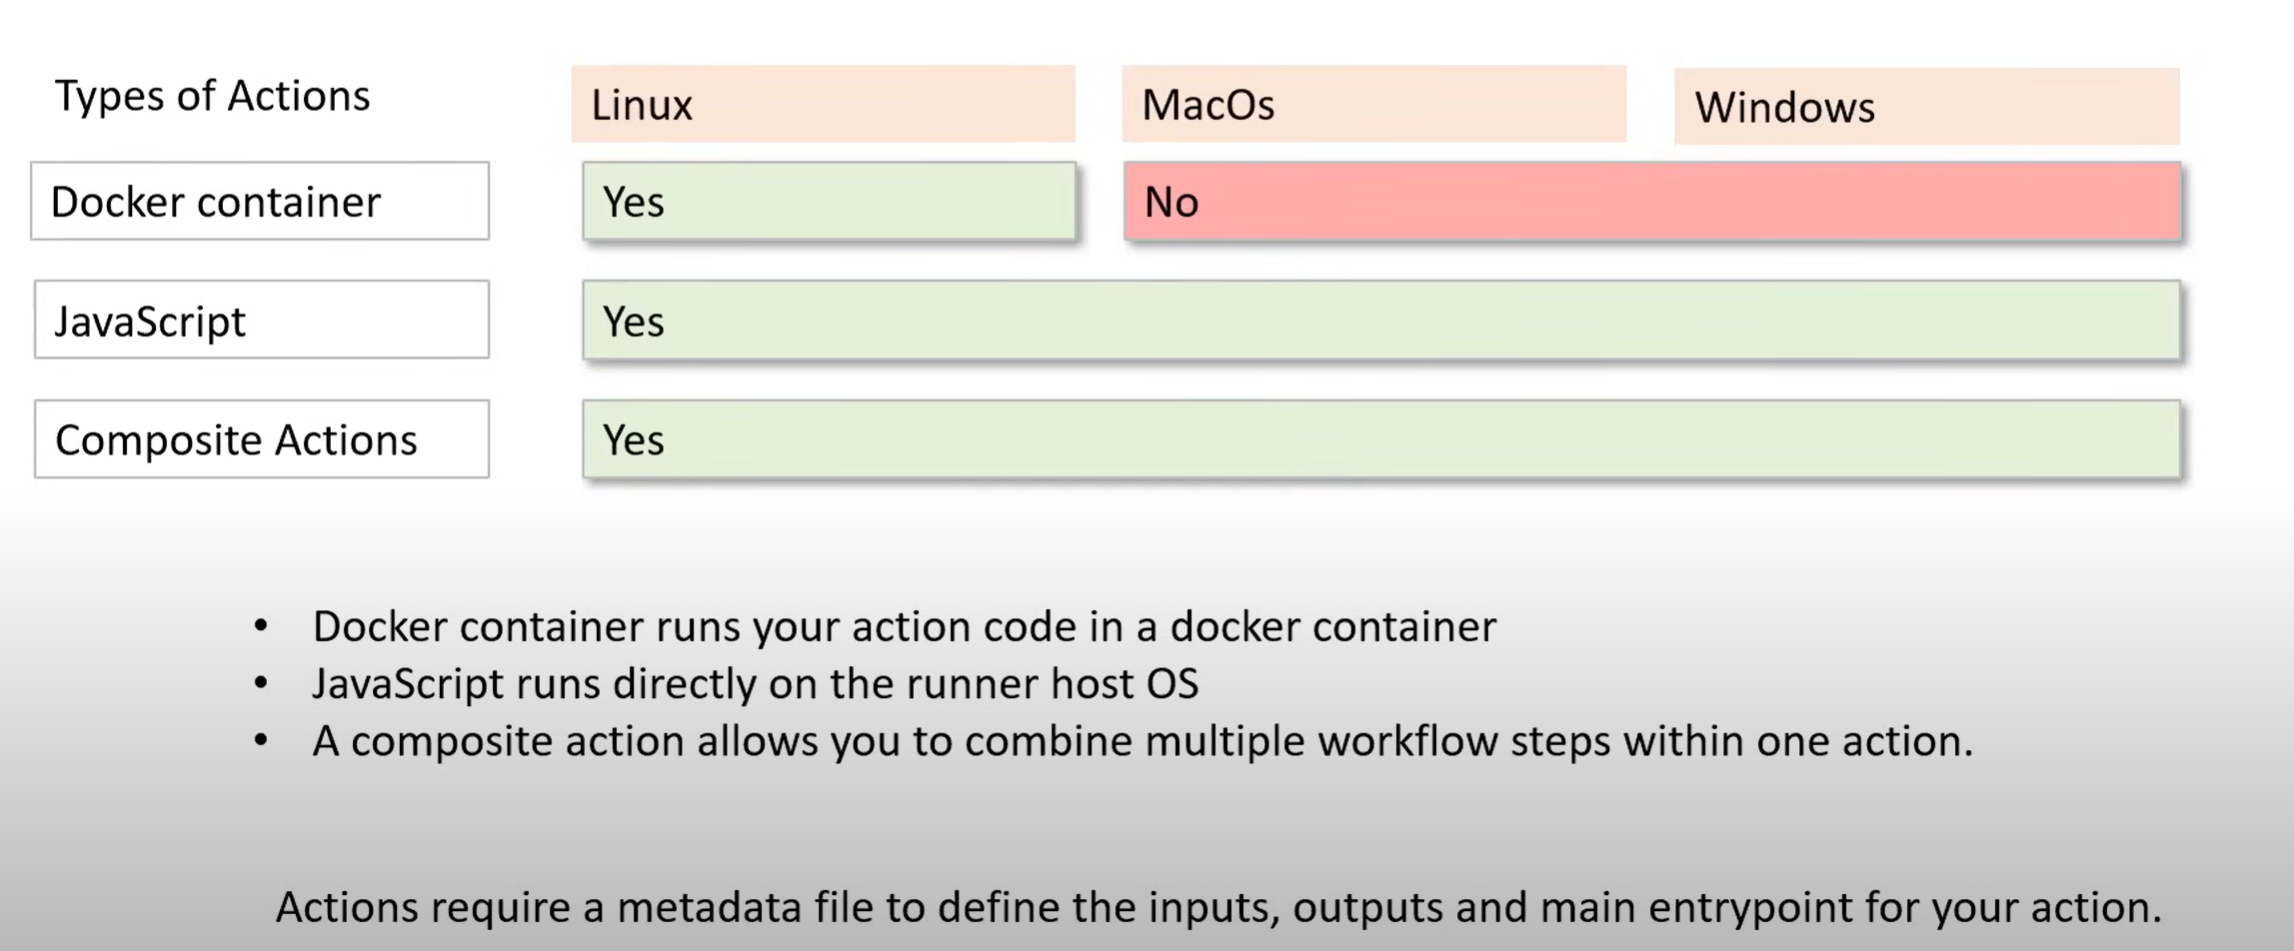 Types of Actions
Linux
MacOs
Windows
Docker container
Yes
No
JavaScript
Yes
Composite Actions
Yes
• Docker container runs your action code in a docker container
• JavaScript runs directly on the runner host OS
• A composite action allows you to combine multiple workflow steps within one action.
Actions require a metadata file to define the inputs, outputs and main entrypoint for your action.